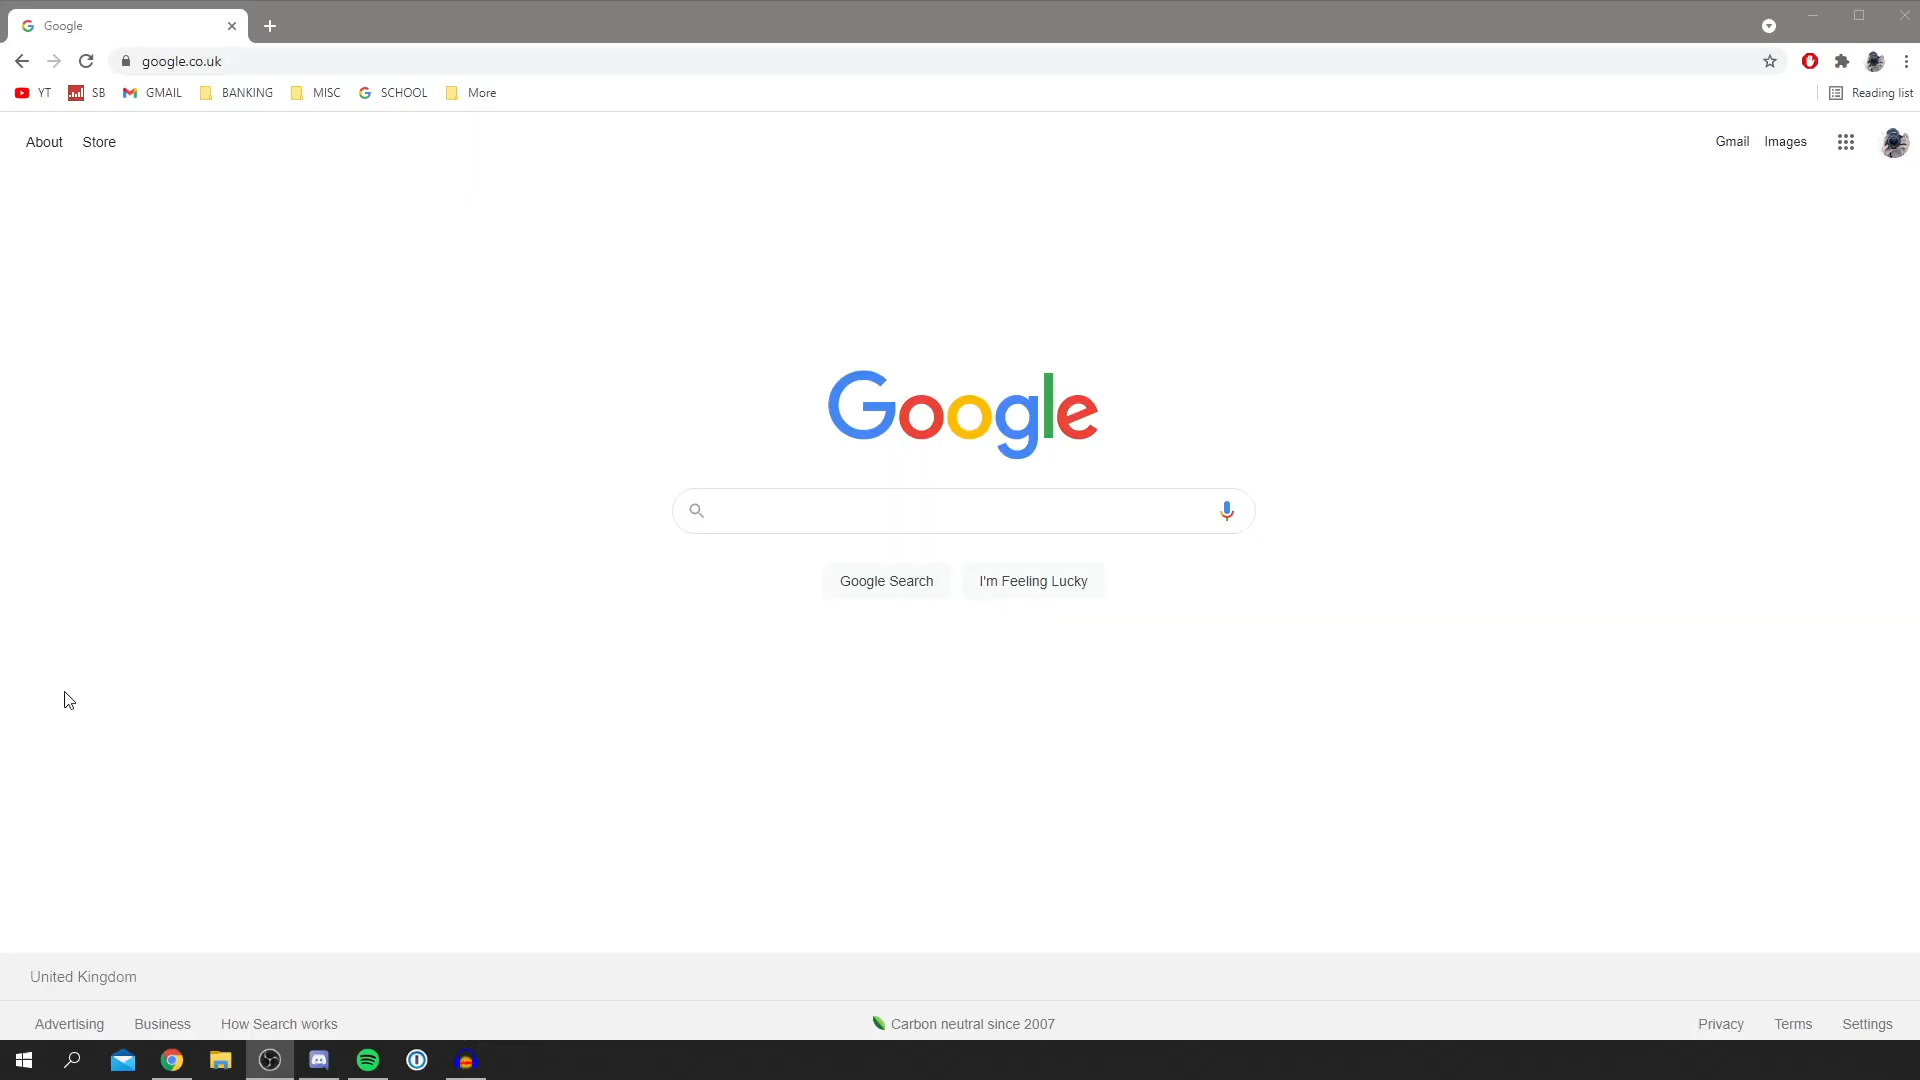 Google
google.co.uk
YT SB GMAIL BANKING MISC SCHOOL More Reading list
About Store Gmail Images
Google
Google Search I'm Feeling Lucky
United Kingdom
Advertising Business How Search works Carbon neutral since 2007 Privacy Terms Settings